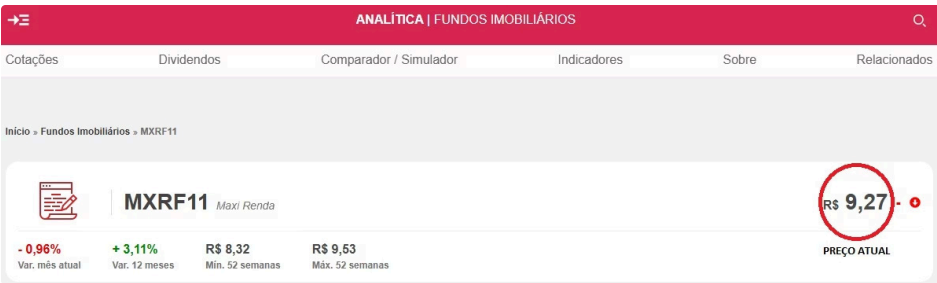 ANALÍTICA | FUNDOS IMOBILIÁRIOS
Cotações Dividendos Comparador / Simulador Indicadores Sobre Relacionados
Início » Fundos Imobiliários » MXRF11
MXRF11 Maxi Renda R$ 9,27 -
- 0,96% + 3,11% R$ 8,32 R$ 9,53 PREÇO ATUAL
Var. mês atual Var. 12 meses Mín. 52 semanas Máx. 52 semanas